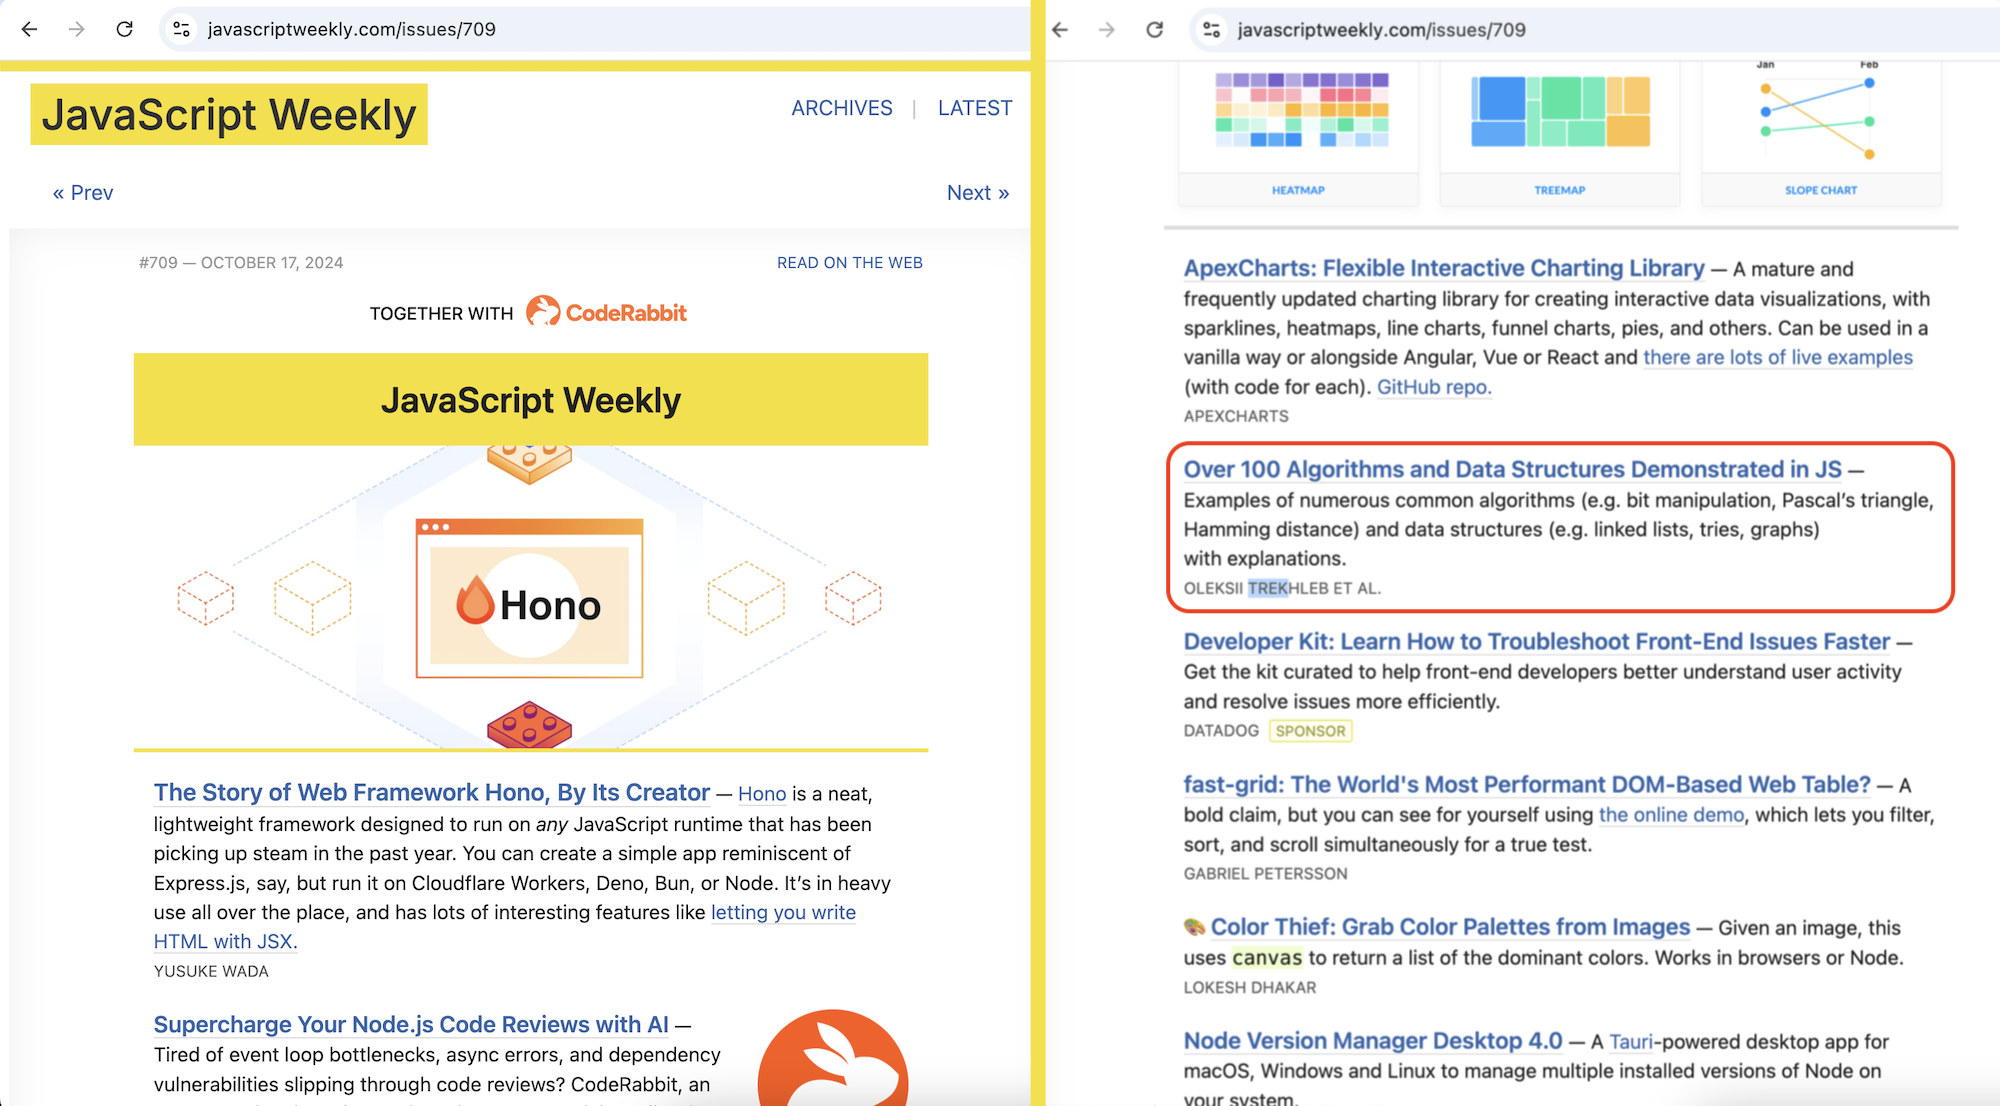 javascriptweekly.com/issues/709
JavaScript Weekly
ARCHIVES | LATEST
« Prev
Next »
#709 — OCTOBER 17, 2024
READ ON THE WEB
TOGETHER WITH CodeRabbit
JavaScript Weekly
Hono
The Story of Web Framework Hono, By Its Creator — Hono is a neat,
lightweight framework designed to run on any JavaScript runtime that has been
picking up steam in the past year. You can create a simple app reminiscent of
Express.js, say, but run it on Cloudflare Workers, Deno, Bun, or Node. It’s in heavy
use all over the place, and has lots of interesting features like letting you write
HTML with JSX.
YUSUKE WADA
Supercharge Your Node.js Code Reviews with AI —
Tired of event loop bottlenecks, async errors, and dependency
vulnerabilities slipping through code reviews? CodeRabbit, an
javascriptweekly.com/issues/709
Jan
Feb
HEATMAP
TREEMAP
SLOPE CHART
ApexCharts: Flexible Interactive Charting Library — A mature and
frequently updated charting library for creating interactive data visualizations, with
sparklines, heatmaps, line charts, funnel charts, pies, and others. Can be used in a
vanilla way or alongside Angular, Vue or React and there are lots of live examples
(with code for each). GitHub repo.
APEXCHARTS
Over 100 Algorithms and Data Structures Demonstrated in JS —
Examples of numerous common algorithms (e.g. bit manipulation, Pascal’s triangle,
Hamming distance) and data structures (e.g. linked lists, tries, graphs)
with explanations.
OLEKSII TREKHLEB ET AL.
Developer Kit: Learn How to Troubleshoot Front-End Issues Faster —
Get the kit curated to help front-end developers better understand user activity
and resolve issues more efficiently.
DATADOG SPONSOR
fast-grid: The World's Most Performant DOM-Based Web Table? — A
bold claim, but you can see for yourself using the online demo, which lets you filter,
sort, and scroll simultaneously for a true test.
GABRIEL PETERSSON
🎨 Color Thief: Grab Color Palettes from Images — Given an image, this
uses canvas to return a list of the dominant colors. Works in browsers or Node.
LOKESH DHAKAR
Node Version Manager Desktop 4.0 — A Tauri-powered desktop app for
macOS, Windows and Linux to manage multiple installed versions of Node on
your system.